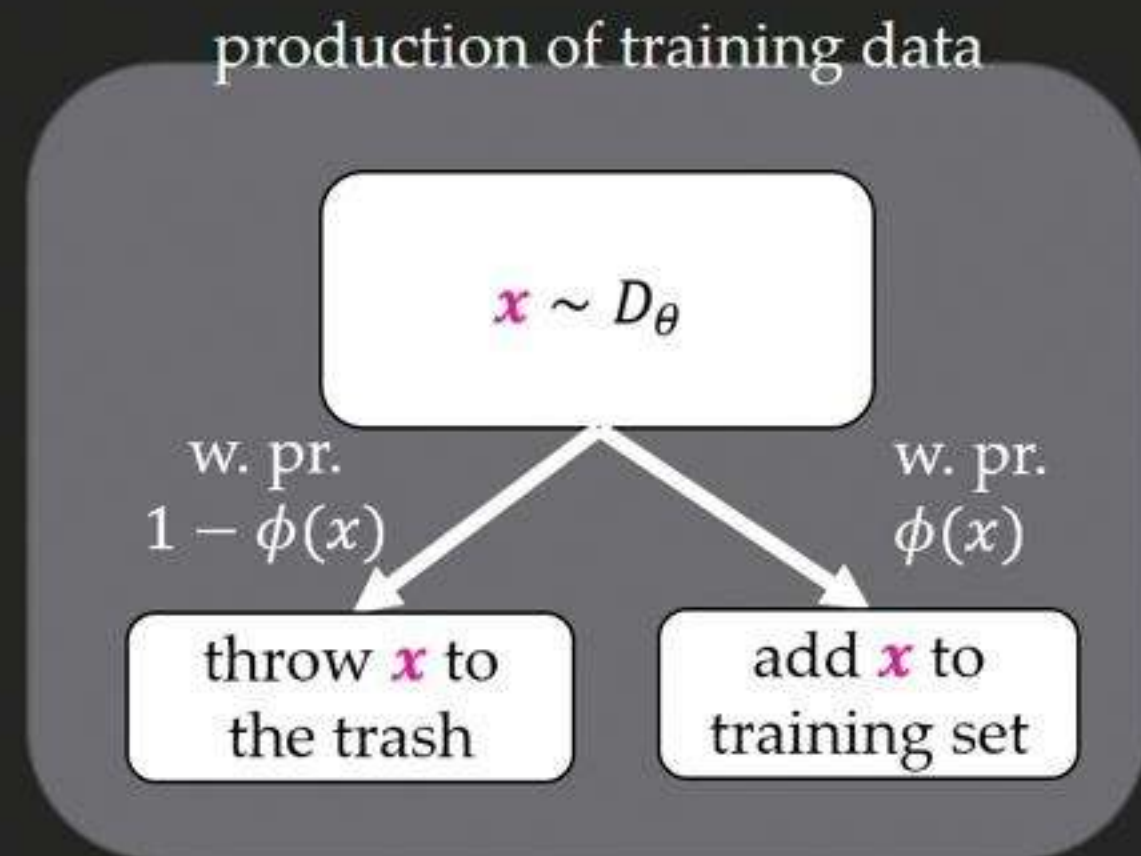 production of training data
x ~ D_θ
w. pr.
1 − ϕ(x)
w. pr.
ϕ(x)
throw x to
the trash
add x to
training set